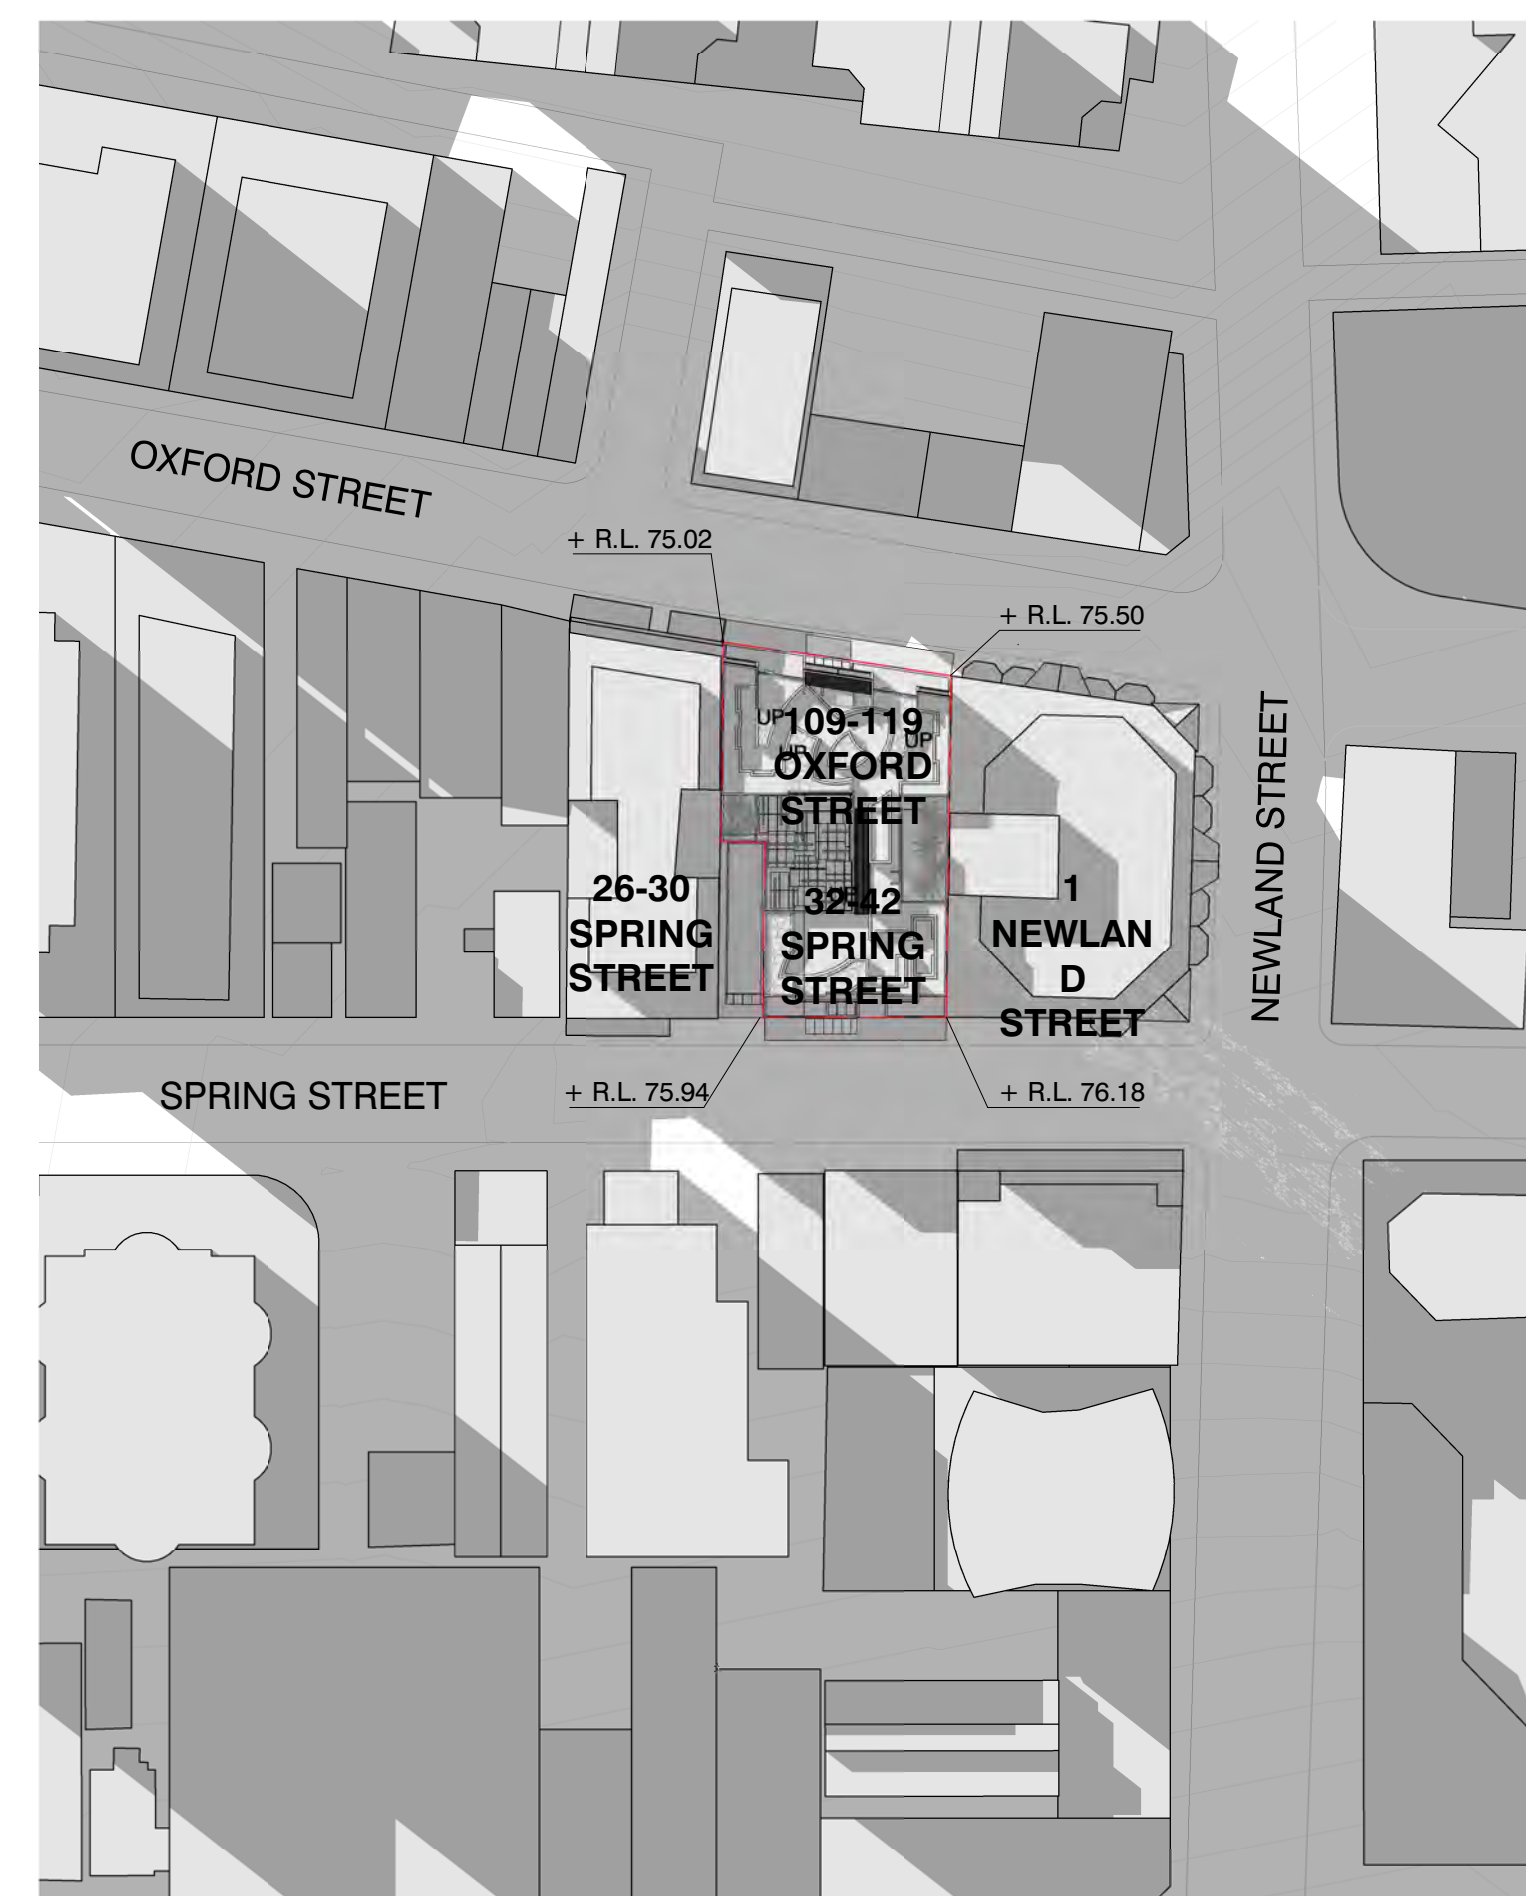 OXFORD STREET
+ R.L. 75.02
+ R.L. 75.50
UP
109-119
UP
UP
OXFORD
STREET
NEWLAND STREET
26-30
SPRING
STREET
32-42
SPRING
STREET
1
NEWLAN
D
STREET
SPRING STREET
+ R.L. 75.94
+ R.L. 76.18